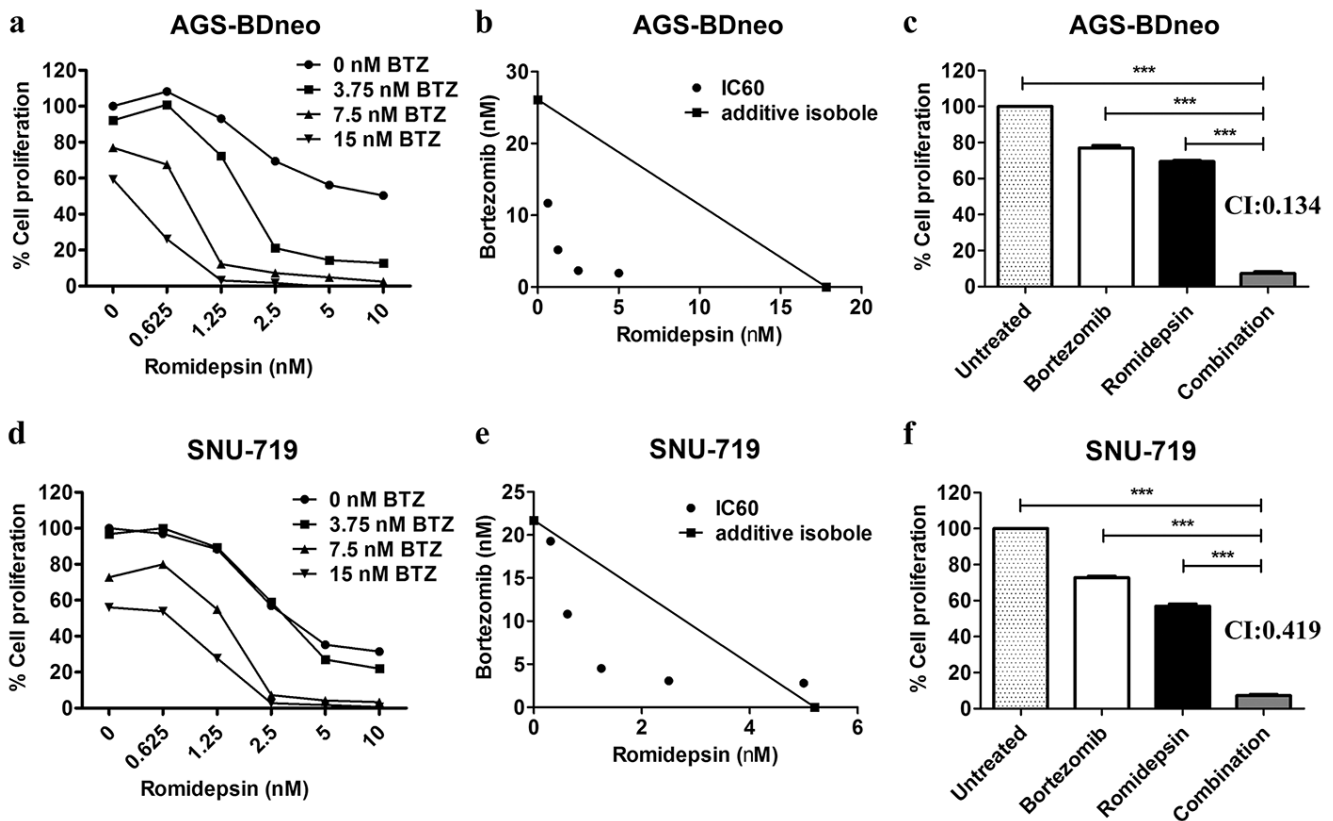 a
AGS-BDneo
% Cell proliferation
120
100
80
60
40
20
0
0 nM BTZ
3.75 nM BTZ
7.5 nM BTZ
15 nM BTZ
0
0.625
1.25
2.5
5
10
Romidepsin (nM)
b
AGS-BDneo
Bortezomib (nM)
30
20
10
0
IC60
additive isobole
0
5
10
15
20
Romidepsin (nM)
c
AGS-BDneo
% Cell proliferation
120
100
80
60
40
20
0
***
***
***
CI:0.134
Untreated
Bortezomib
Romidepsin
Combination
d
SNU-719
% Cell proliferation
120
100
80
60
40
20
0
0 nM BTZ
3.75 nM BTZ
7.5 nM BTZ
15 nM BTZ
0
0.625
1.25
2.5
5
10
Romidepsin (nM)
e
SNU-719
Bortezomib (nM)
25
20
15
10
5
0
IC60
additive isobole
0
2
4
6
Romidepsin (nM)
f
SNU-719
% Cell proliferation
120
100
80
60
40
20
0
***
***
***
CI:0.419
Untreated
Bortezomib
Romidepsin
Combination